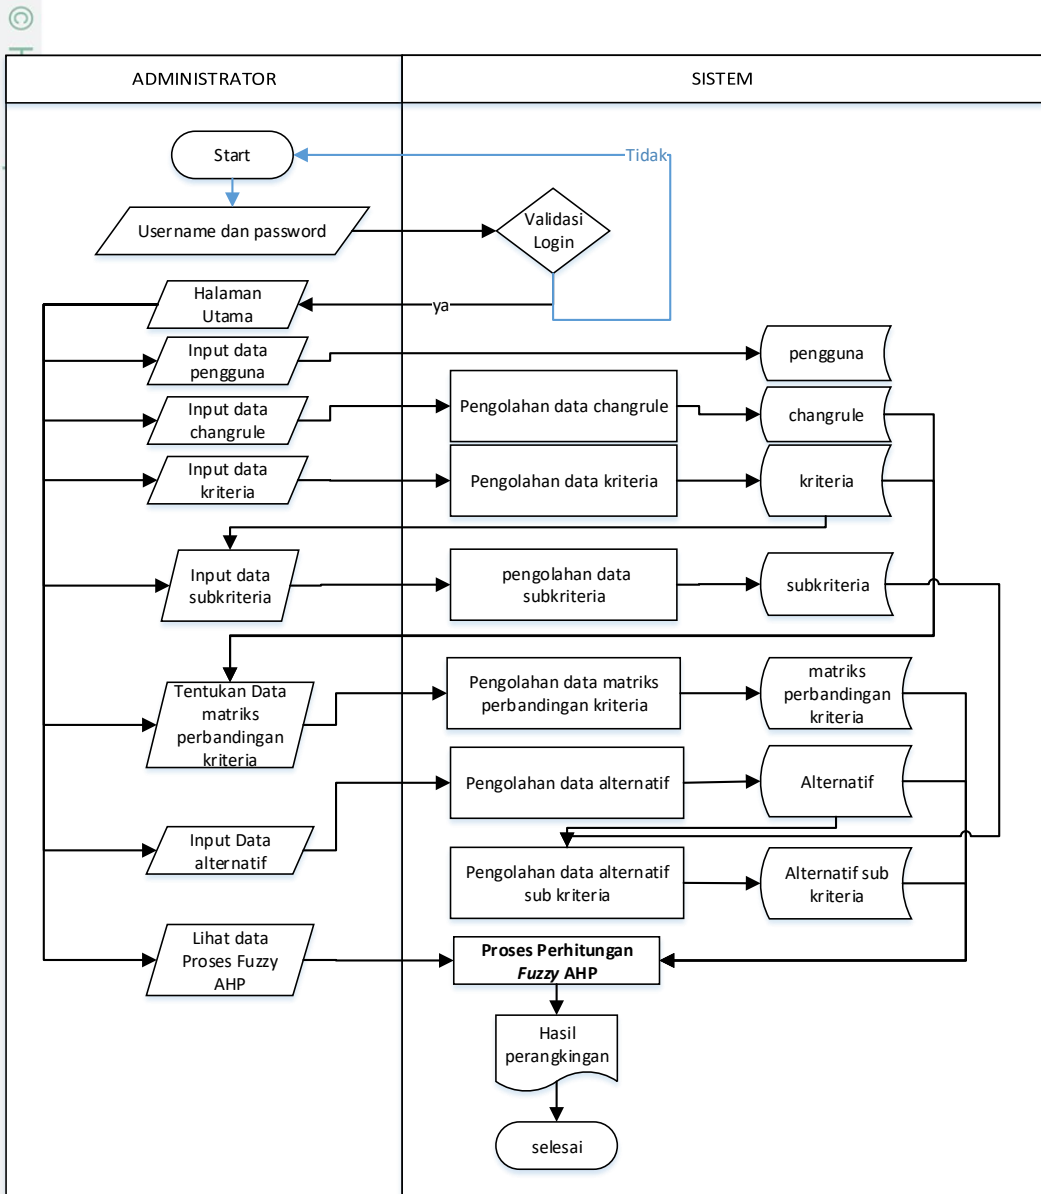 ©
ADMINISTRATOR
SISTEM
Start
Tidak
Username dan password
Validasi
Login
Halaman
Utama
ya
Input data
pengguna
pengguna
Input data
changrule
Pengolahan data changrule
changrule
Input data
kriteria
Pengolahan data kriteria
kriteria
Input data
subkriteria
pengolahan data
subkriteria
subkriteria
Tentukan Data
matriks
perbandingan
kriteria
Pengolahan data matriks
perbandingan kriteria
matriks
perbandingan
kriteria
Pengolahan data alternatif
Alternatif
Input Data
alternatif
Pengolahan data alternatif
sub kriteria
Alternatif sub
kriteria
Lihat data
Proses Fuzzy
AHP
Proses Perhitungan
Fuzzy AHP
Hasil
perangkingan
selesai